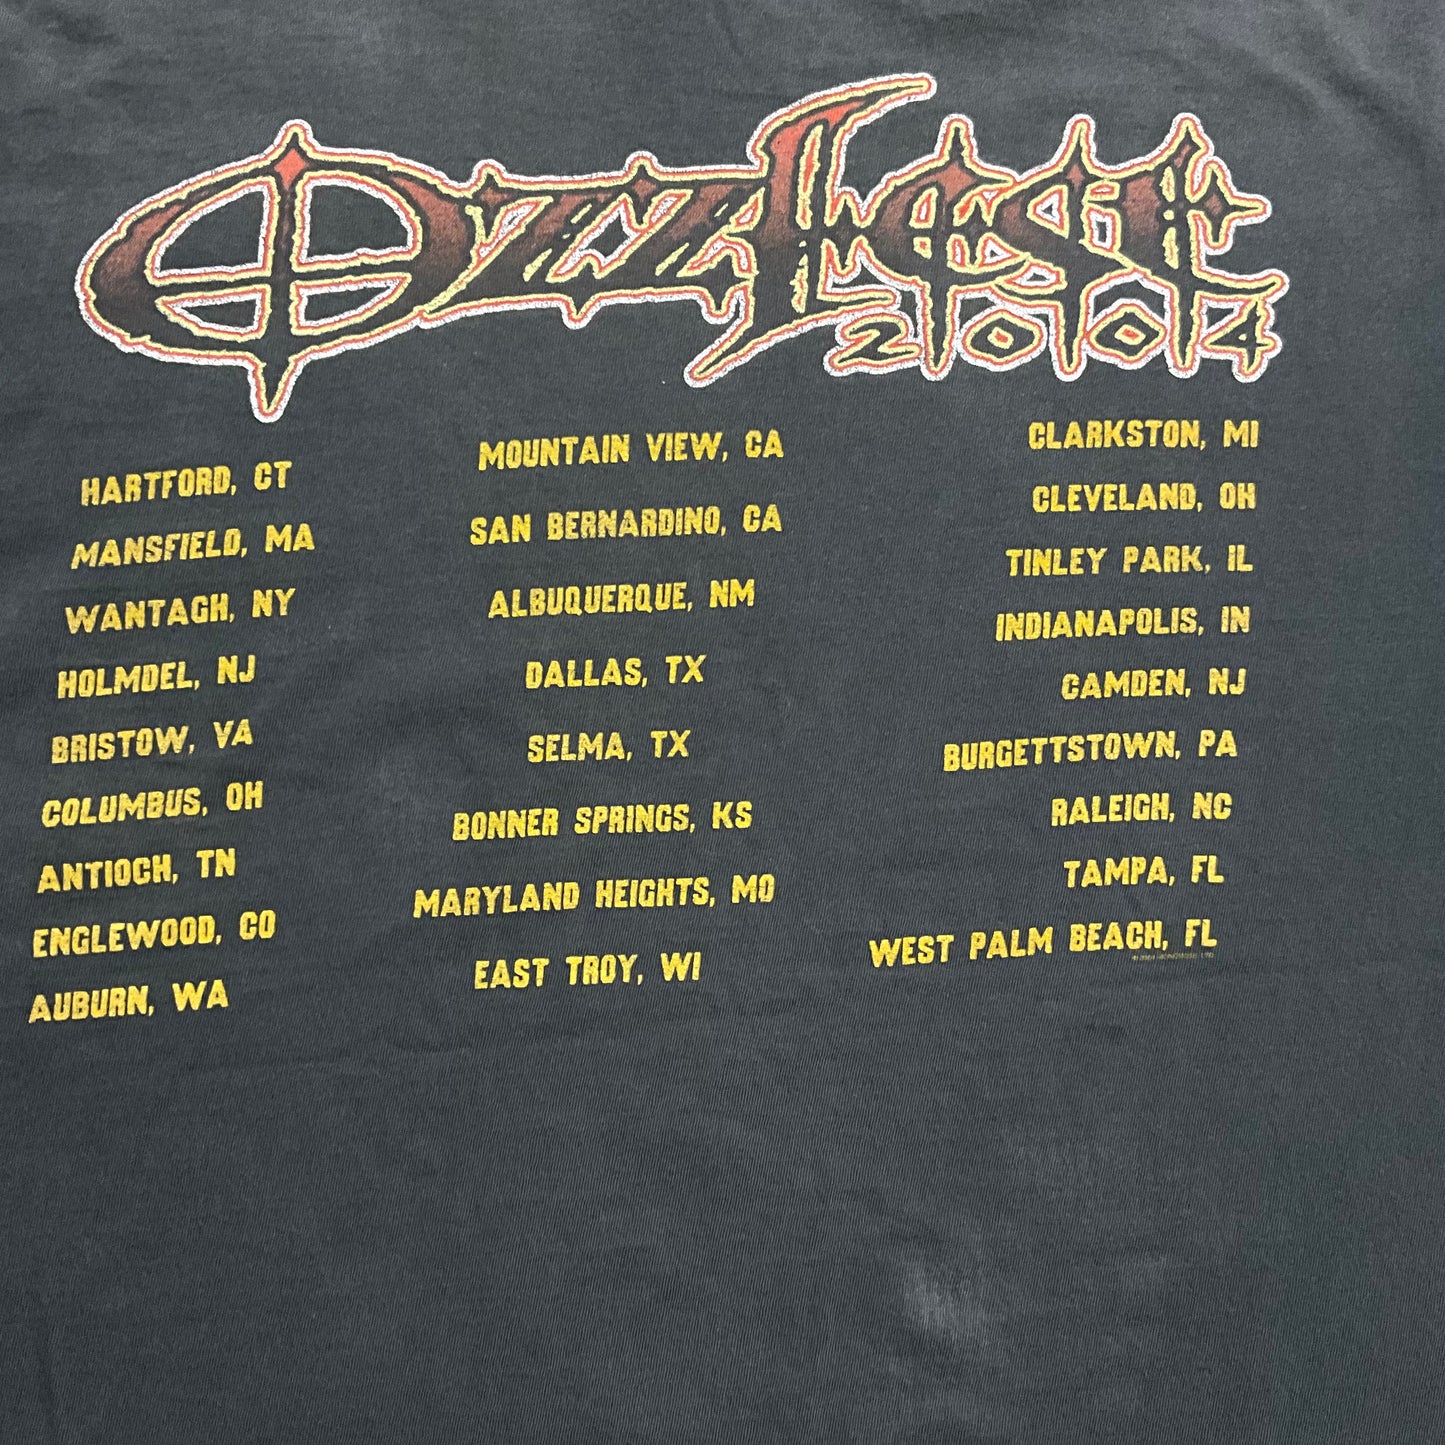 Ozzfest
2004
HARTFORD, CT
MANSFIELD, MA
WANTAGH, NY
HOLMDEL, NJ
BRISTOW, VA
COLUMBUS, OH
ANTIOCH, TN
ENGLEWOOD, CO
AUBURN, WA
MOUNTAIN VIEW, CA
SAN BERNARDINO, CA
ALBUQUERQUE, NM
DALLAS, TX
SELMA, TX
BONNER SPRINGS, KS
MARYLAND HEIGHTS, MO
EAST TROY, WI
CLARKSTON, MI
CLEVELAND, OH
TINLEY PARK, IL
INDIANAPOLIS, IN
CAMDEN, NJ
BURGETTSTOWN, PA
RALEIGH, NC
TAMPA, FL
WEST PALM BEACH, FL
© 2004